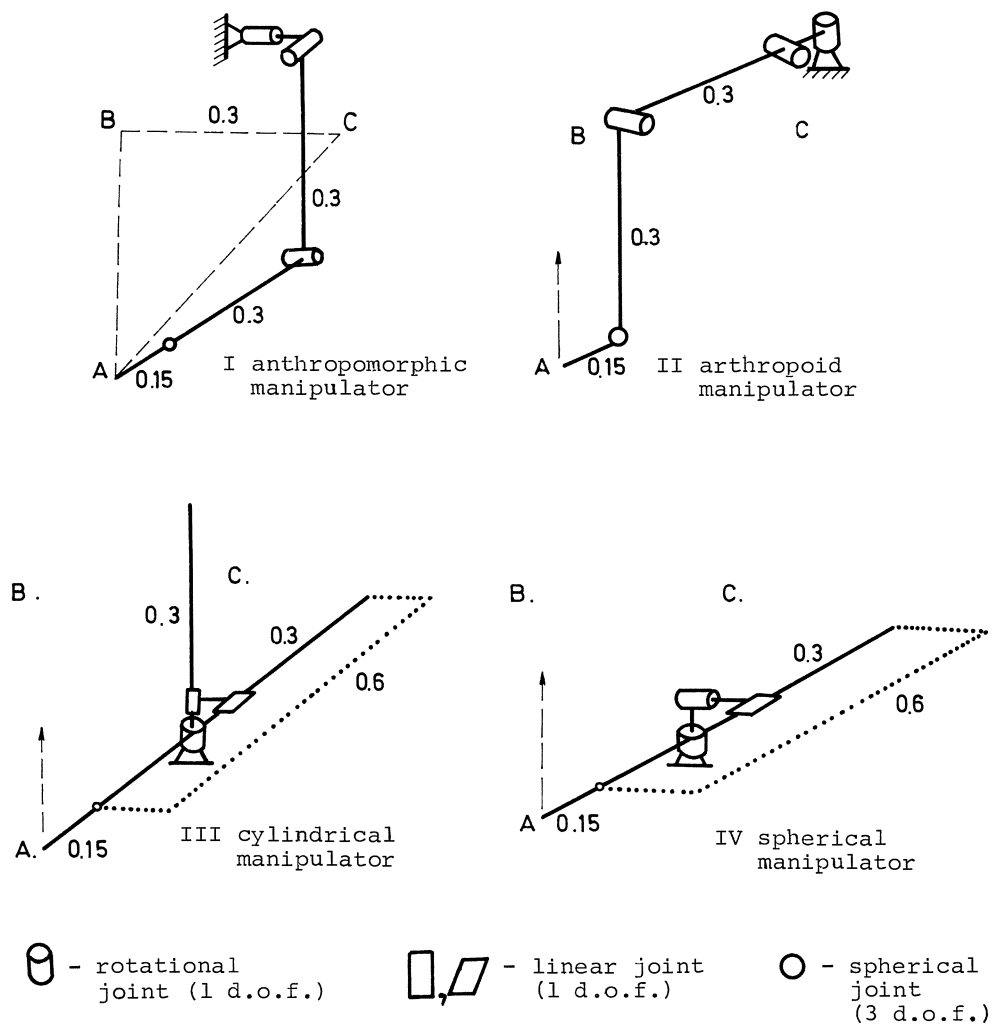 B
0.3
C
0.3
0.3
A
0.15
I anthropomorphic
manipulator
0.3
B
C
0.3
A
0.15
II arthropoid
manipulator
B .
C.
0.3
0.3
0.6
A.
0.15
III cylindrical
manipulator
B.
C.
0.3
0.6
A
0.15
IV spherical
manipulator
- rotational
joint (1 d.o.f.)
, - linear joint
(1 d.o.f.)
- spherical
joint
(3 d.o.f.)